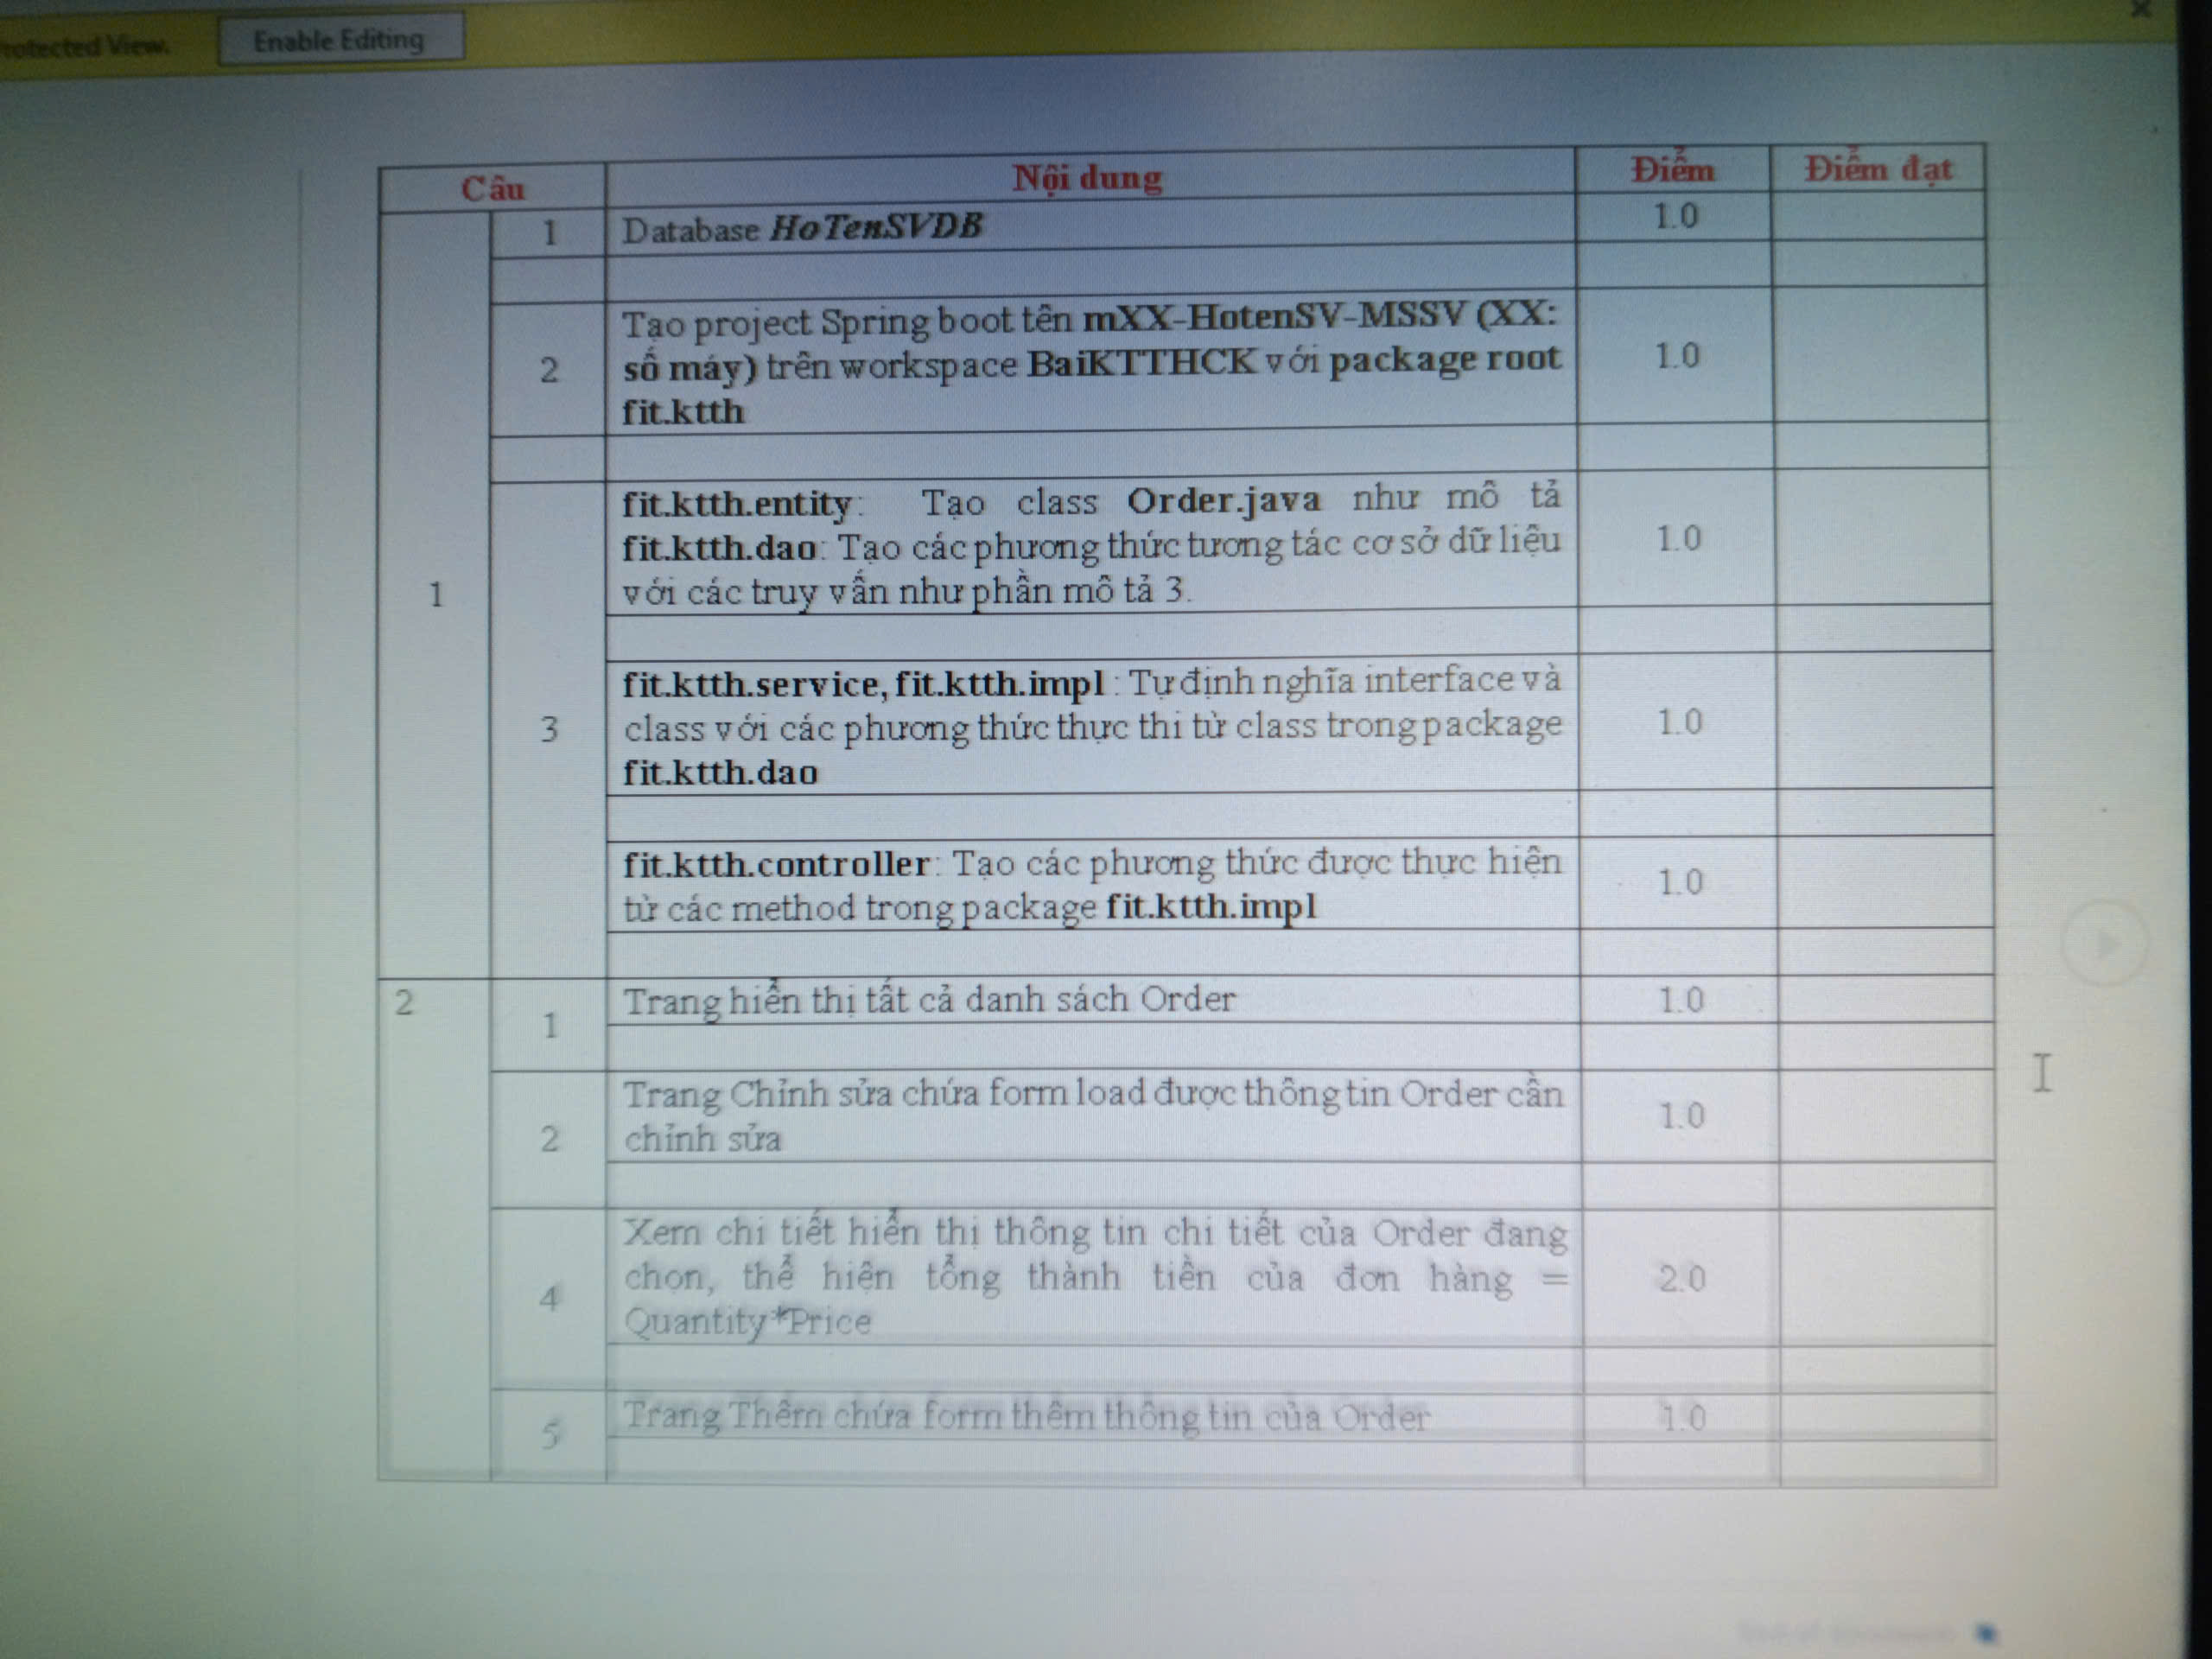 Protected View.
Enable Editing
Câu
Nội dung
Điểm
Điểm đạt
1
1
Database HoTenSVDB
1.0
2
Tạo project Spring boot tên mXX-HotenSV-MSSV (XX:
số máy) trên workspace BaiKTTHCK với package root
fit.ktth
1.0
3
fit.ktth.entity: Tạo class Order.java như mô tả
fit.ktth.dao: Tạo các phương thức tương tác cơ sở dữ liệu
với các truy vấn như phần mô tả 3.
1.0
fit.ktth.service, fit.ktth.impl : Tự định nghĩa interface và
class với các phương thức thực thi từ class trong package
fit.ktth.dao
1.0
fit.ktth.controller: Tạo các phương thức được thực hiện
từ các method trong package fit.ktth.impl
1.0
2
1
Trang hiển thị tất cả danh sách Order
1.0
2
Trang Chỉnh sửa chứa form load được thông tin Order cần
chỉnh sửa
1.0
4
Xem chi tiết hiển thị thông tin chi tiết của Order đang
chọn, thể hiện tổng thành tiền của đơn hàng =
Quantity*Price
2.0
5
Trang Thêm chứa form thêm thông tin của Order
1.0